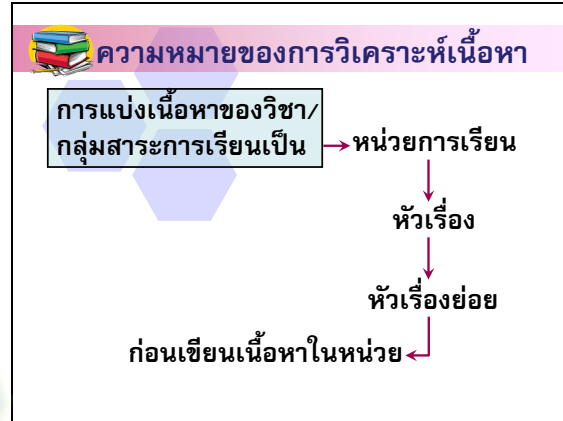 ความหมายของการวิเคราะห์เนื้อหา
การแบ่งเนื้อหาของวิชา/
กลุ่มสาระการเรียนเป็น
หน่วยการเรียน
หัวเรื่อง
หัวเรื่องย่อย
ก่อนเขียนเนื้อหาในหน่วย